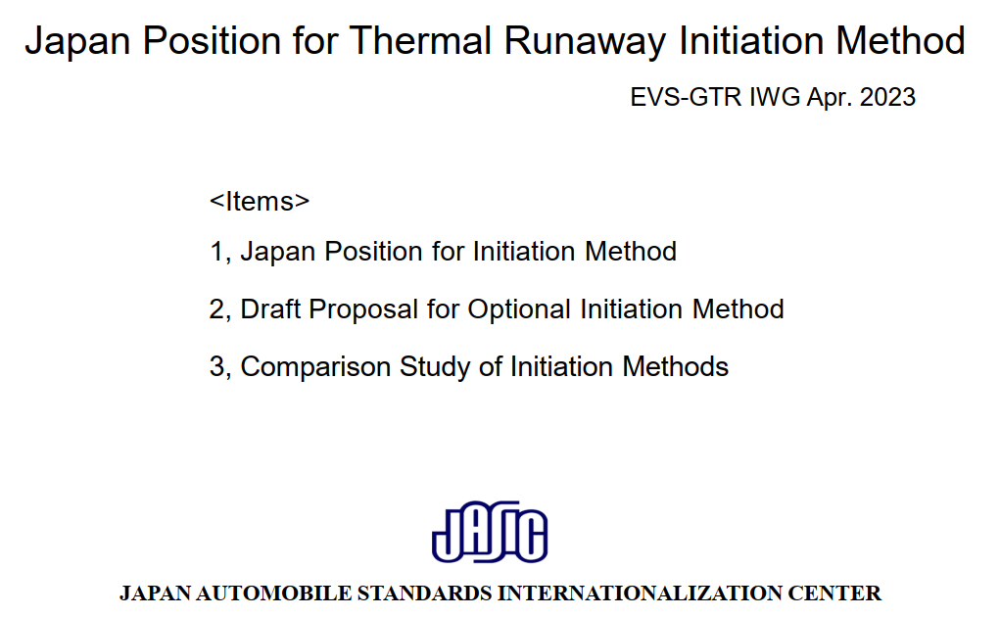 Japan Position for Thermal Runaway Initiation Method
EVS-GTR IWG Apr. 2023
<Items>
1, Japan Position for Initiation Method
2, Draft Proposal for Optional Initiation Method
3, Comparison Study of Initiation Methods
JASIC
JAPAN AUTOMOBILE STANDARDS INTERNATIONALIZATION CENTER